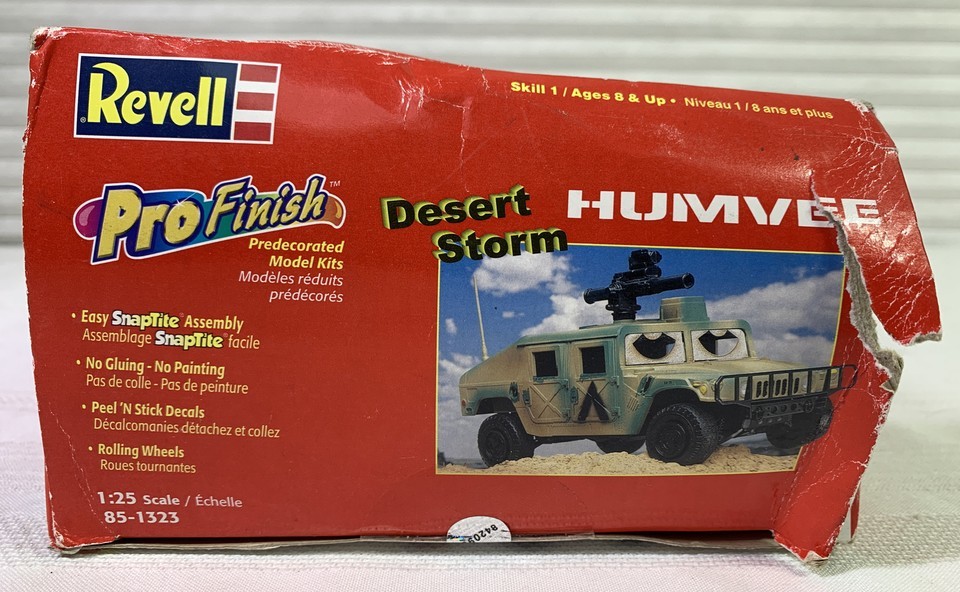 Revell
Skill 1 / Ages 8 & Up • Niveau 1 / 8 ans et plus
Pro Finish™
Predecorated
Model Kits
Modèles réduits
prédécorés
Desert
Storm
HUMVEE
• Easy SnapTite® Assembly
Assemblage SnapTite® facile
• No Gluing - No Painting
Pas de colle - Pas de peinture
• Peel 'N Stick Decals
Décalcomanies détachez et collez
• Rolling Wheels
Roues tournantes
1:25 Scale / Échelle
85-1323